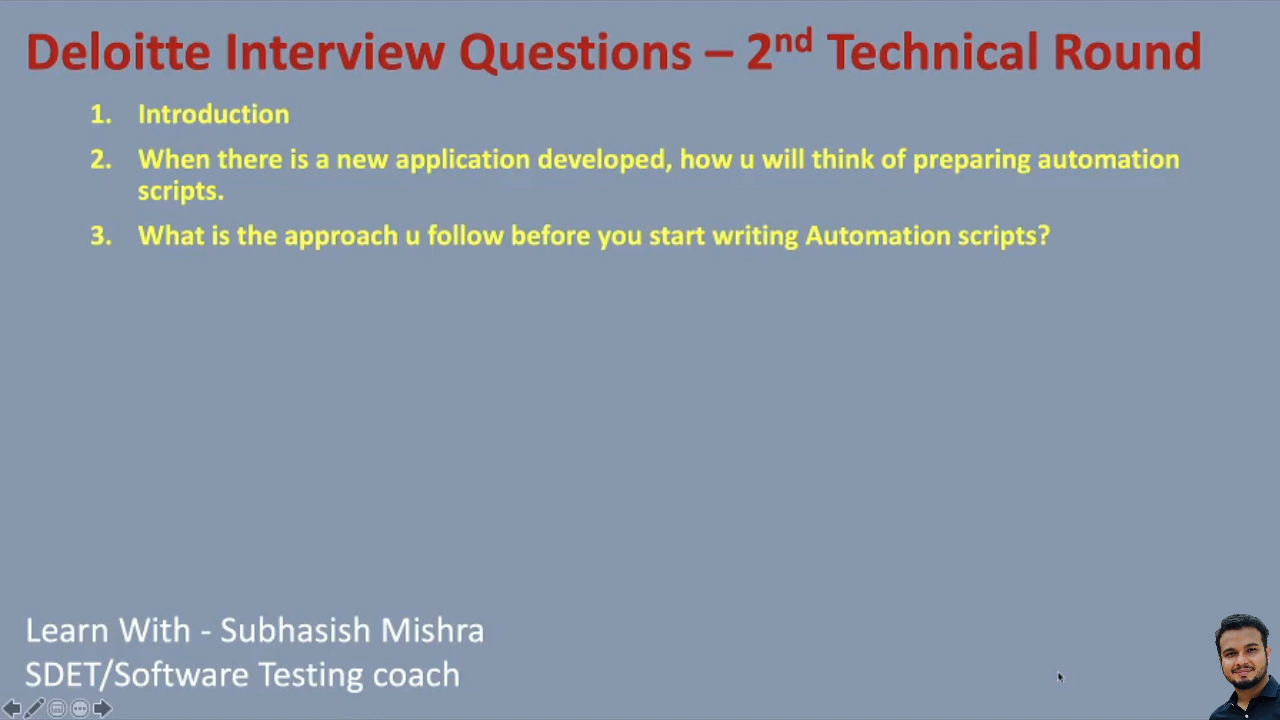 Deloitte Interview Questions – 2nd Technical Round
1. Introduction
2. When there is a new application developed, how u will think of preparing automation
scripts.
3. What is the approach u follow before you start writing Automation scripts?
Learn With - Subhasish Mishra
SDET/Software Testing coach